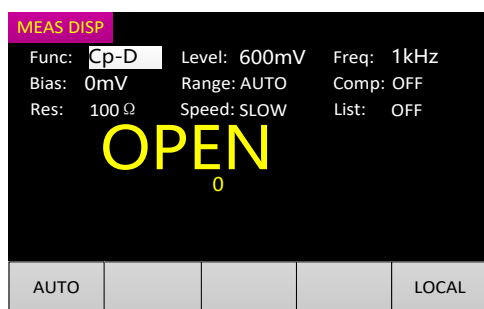 MEAS DISP
Func: Cp-D Level: 600mV Freq: 1kHz
Bias: 0mV Range: AUTO Comp: OFF
Res: 100 Ω Speed: SLOW List: OFF
OPEN
0
AUTO LOCAL